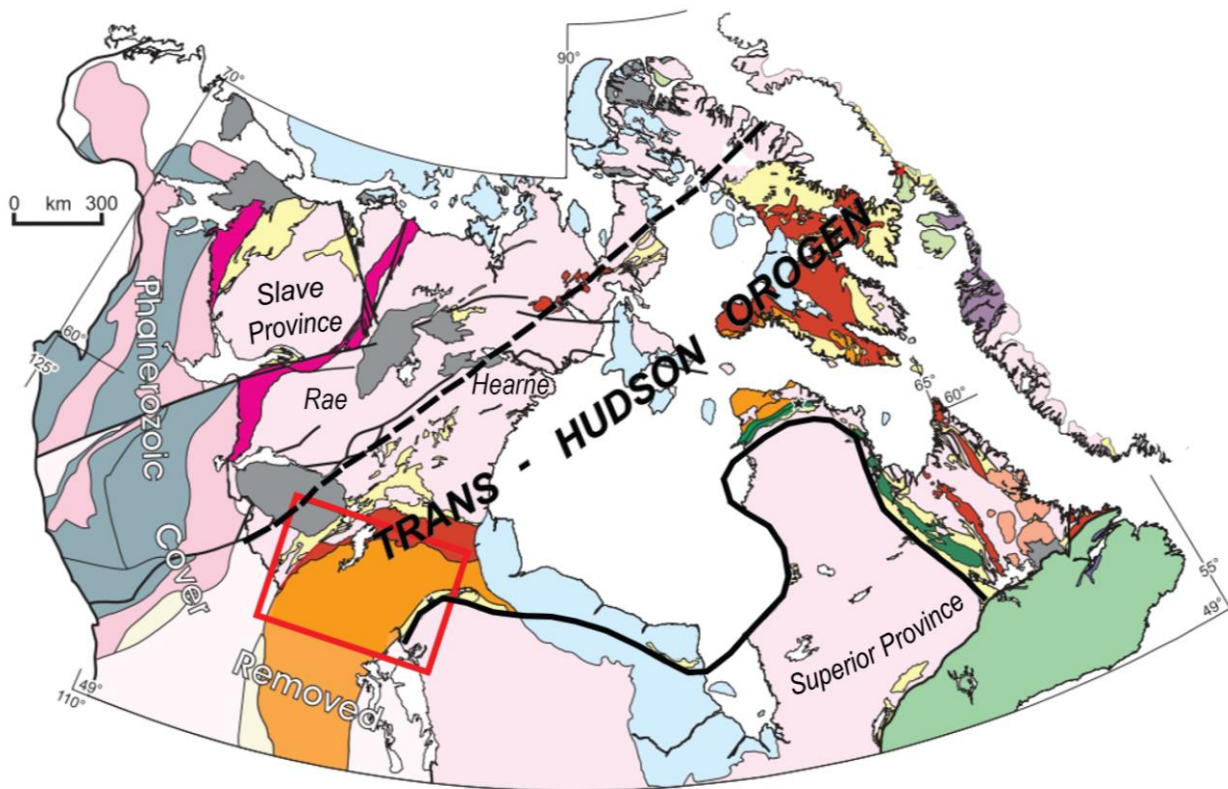 90°
70°
0 km 300
Phanerozoic
Slave
Province
60°
125°
Rae
Hearne
TRANS - HUDSON OROGEN
65°
60°
Cover
Removed
Superior Province
55°
49°
49°
110°